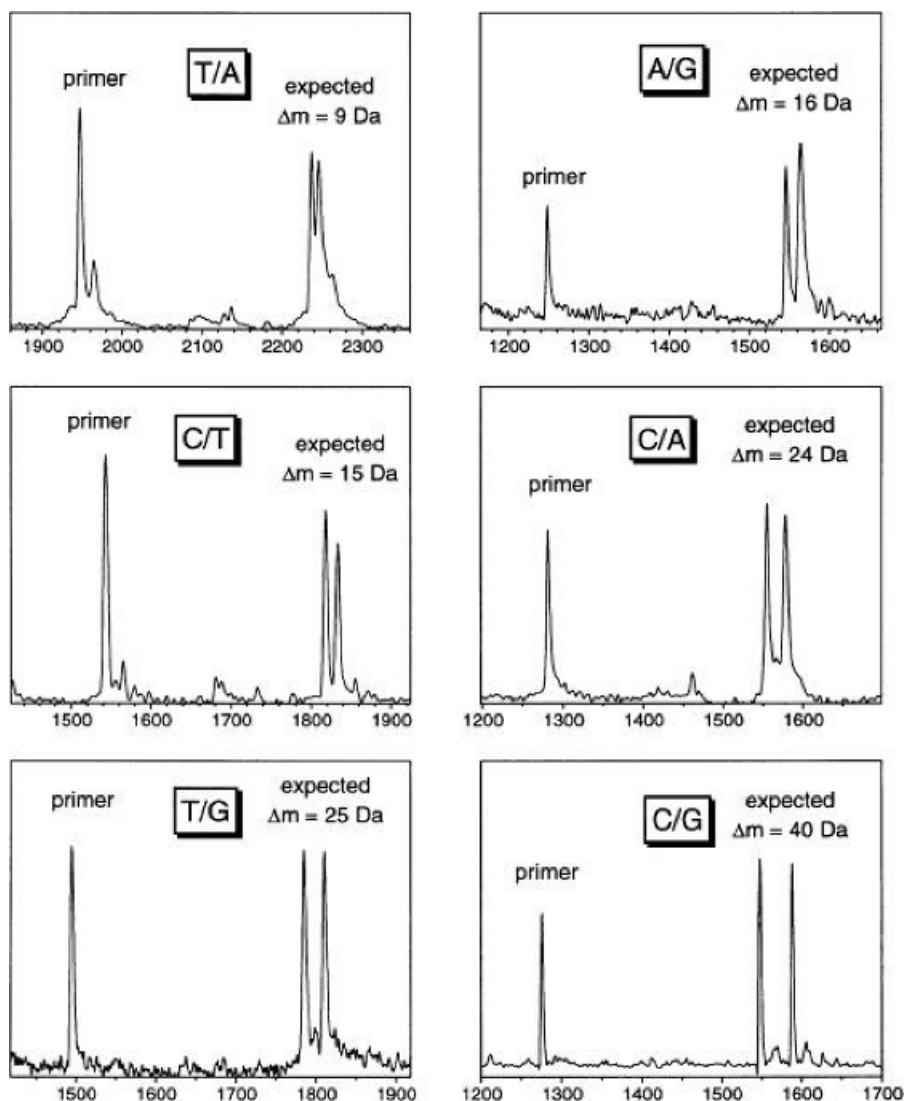 primer
T/A
expected
Δm = 9 Da
1900 2000 2100 2200 2300
A/G
expected
Δm = 16 Da
primer
1200 1300 1400 1500 1600
primer
C/T
expected
Δm = 15 Da
1500 1600 1700 1800 1900
C/A
expected
Δm = 24 Da
primer
1200 1300 1400 1500 1600
primer
T/G
expected
Δm = 25 Da
1500 1600 1700 1800 1900
C/G
expected
Δm = 40 Da
primer
1200 1300 1400 1500 1600 1700